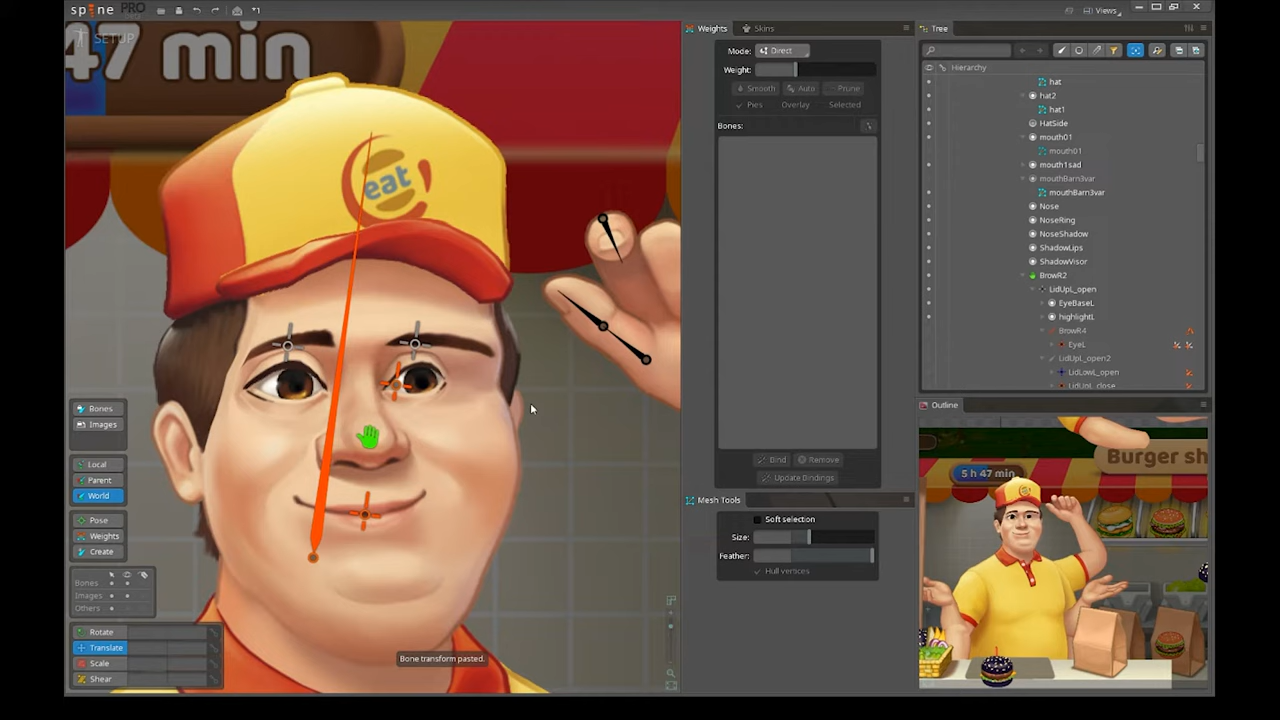 spine PRO
Views
SETUP
47 min
eat
Bones
Images
Local
Parent
World
Pose
Weights
Create
Bones
Images
Others
Rotate
Translate
Scale
Shear
Bone transform pasted.
Weights
Skins
Mode: Direct
Weight:
Smooth Auto Prune
Pies Overlay Selected
Bones:
Bind Remove
Update Bindings
Mesh Tools
Soft selection
Size:
Feather:
Hull vertices
Tree
Hierarchy
hat
hat2
hat1
HatSide
mouth01
mouth01
mouth1sad
mouthBarn3var
mouthBarn3var
Nose
NoseRing
NoseShadow
ShadowLips
ShadowVisor
BrowR2
LidUpL_open
EyeBaseL
highlightL
BrowR4
EyeL
LidUpL_open2
LidLowL_open
LidUpL_close
Outline
5 h 47 min
Burger sh